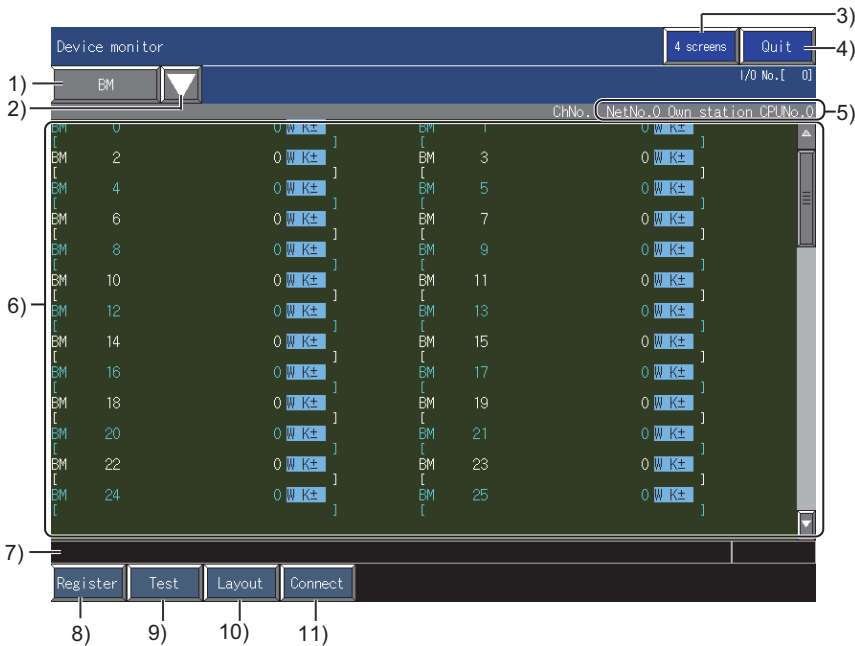 3)
Device monitor 4 screens Quit 4)
1) BM I/O No.[ 0]
2) ChNo. NetNo.0 Own station CPUNo.0 5)
BM 0 0 W K± BM 1 0 W K±
[ ] [ ]
BM 2 0 W K± BM 3 0 W K±
[ ] [ ]
BM 4 0 W K± BM 5 0 W K±
[ ] [ ]
BM 6 0 W K± BM 7 0 W K±
[ ] [ ]
BM 8 0 W K± BM 9 0 W K±
[ ] [ ]
BM 10 0 W K± BM 11 0 W K±
6) [ ] [ ]
BM 12 0 W K± BM 13 0 W K±
[ ] [ ]
BM 14 0 W K± BM 15 0 W K±
[ ] [ ]
BM 16 0 W K± BM 17 0 W K±
[ ] [ ]
BM 18 0 W K± BM 19 0 W K±
[ ] [ ]
BM 20 0 W K± BM 21 0 W K±
[ ] [ ]
BM 22 0 W K± BM 23 0 W K±
[ ] [ ]
BM 24 0 W K± BM 25 0 W K±
[ ] [ ]
7)
Register Test Layout Connect
8) 9) 10) 11)